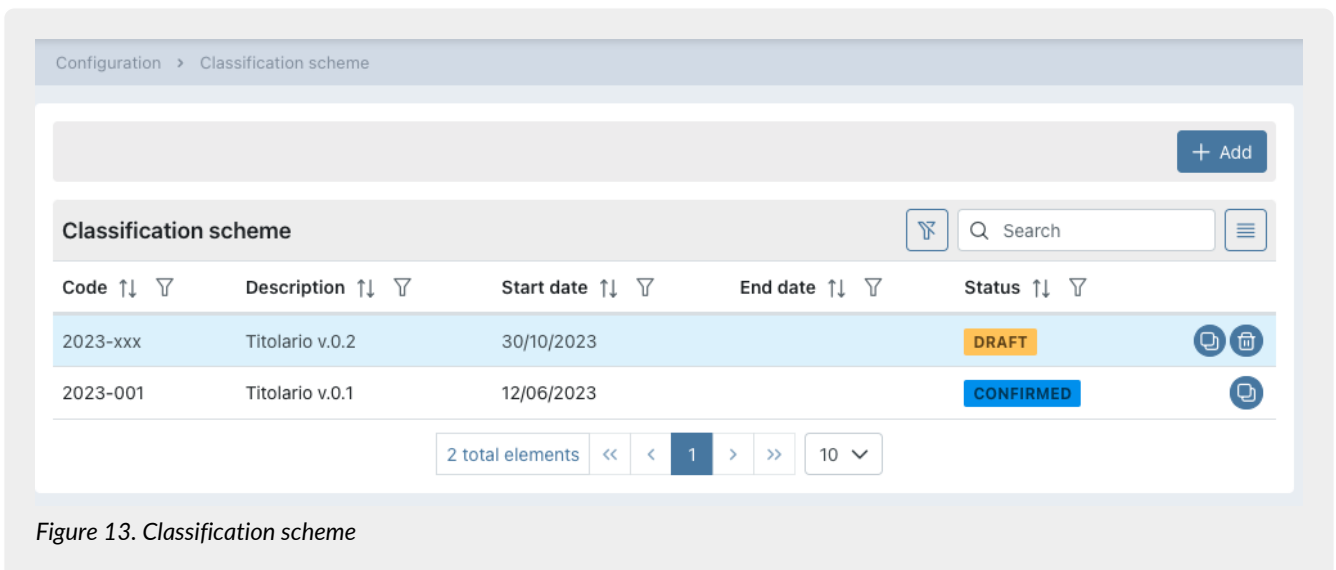 Configuration > Classification scheme
+ Add
Classification scheme Search
Code Description Start date End date Status
2023-xxx Titolario v.0.2 30/10/2023 DRAFT
2023-001 Titolario v.0.1 12/06/2023 CONFIRMED
2 total elements << < 1 > >> 10
Figure 13. Classification scheme